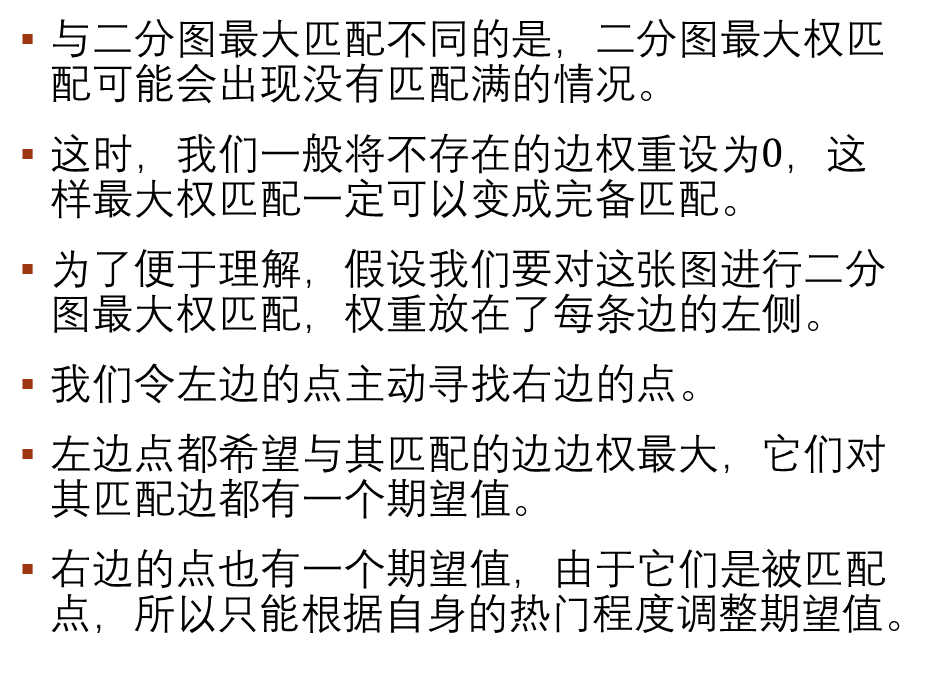 ▪ 与二分图最大匹配不同的是，二分图最大权匹
配可能会出现没有匹配满的情况。
▪ 这时，我们一般将不存在的边权重设为0，这
样最大权匹配一定可以变成完备匹配。
▪ 为了便于理解，假设我们要对这张图进行二分
图最大权匹配，权重放在了每条边的左侧。
▪ 我们令左边的点主动寻找右边的点。
▪ 左边点都希望与其匹配的边边权最大，它们对
其匹配边都有一个期望值。
▪ 右边的点也有一个期望值，由于它们是被匹配
点，所以只能根据自身的热门程度调整期望值。